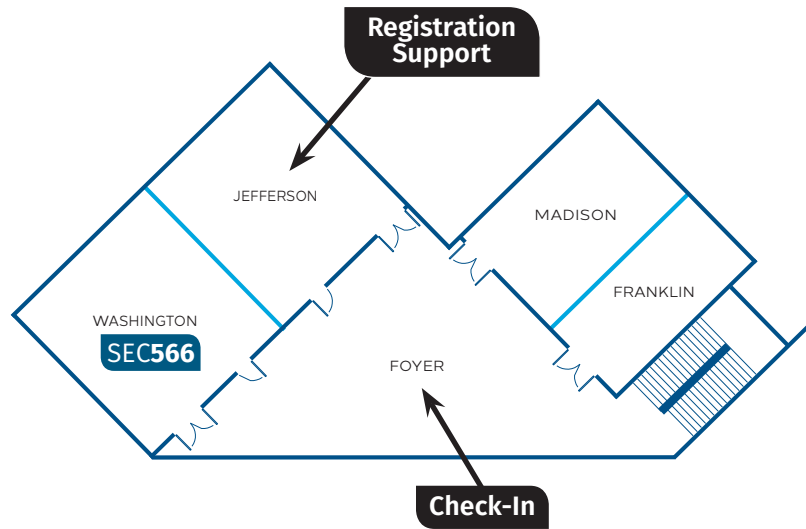 Registration
Support
JEFFERSON
MADISON
FRANKLIN
WASHINGTON
SEC566
FOYER
Check-In